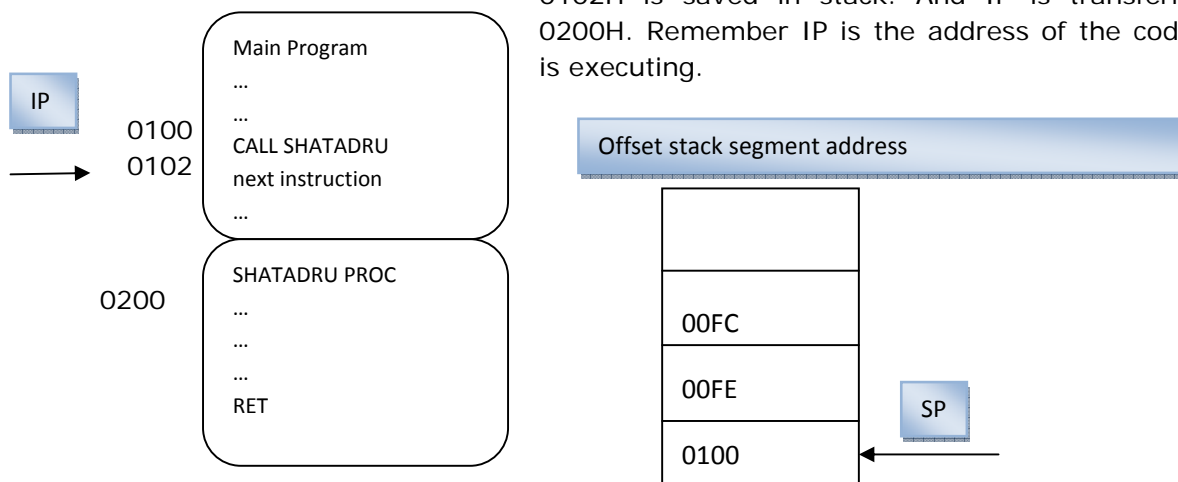 0102H is saved in stack. And IP is transferr
0200H. Remember IP is the address of the cod
is executing.
IP
0100
0102
Main Program
...
...
CALL SHATADRU
next instruction
...
0200
SHATADRU PROC
...
...
...
RET
Offset stack segment address
00FC
00FE
0100
SP